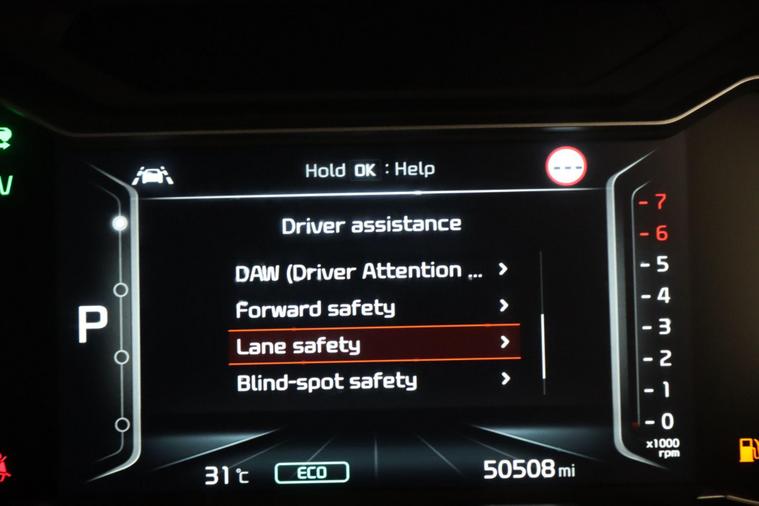 Hold OK : Help
Driver assistance
DAW (Driver Attention ...
Forward safety
Lane safety
Blind-spot safety
P
7
6
5
4
3
2
1
0
x1000
rpm
31°C
ECO
50508 mi